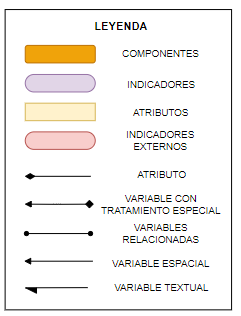 LEYENDA
COMPONENTES
INDICADORES
ATRIBUTOS
INDICADORES
EXTERNOS
ATRIBUTO
VARIABLE CON
TRATAMIENTO ESPECIAL
VARIABLES
RELACIONADAS
VARIABLE ESPACIAL
VARIABLE TEXTUAL